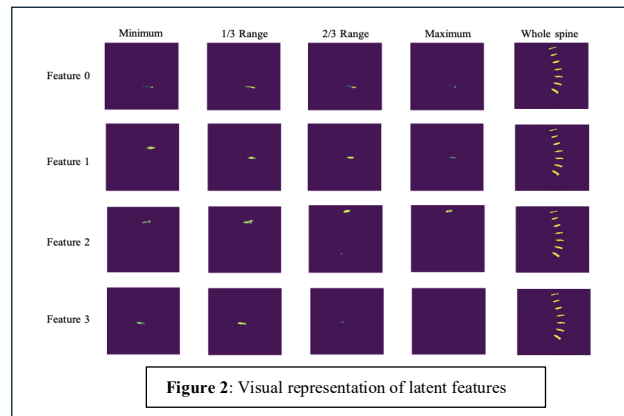 Minimum 1/3 Range 2/3 Range Maximum Whole spine
Feature 0
Feature 1
Feature 2
Feature 3
Figure 2: Visual representation of latent features